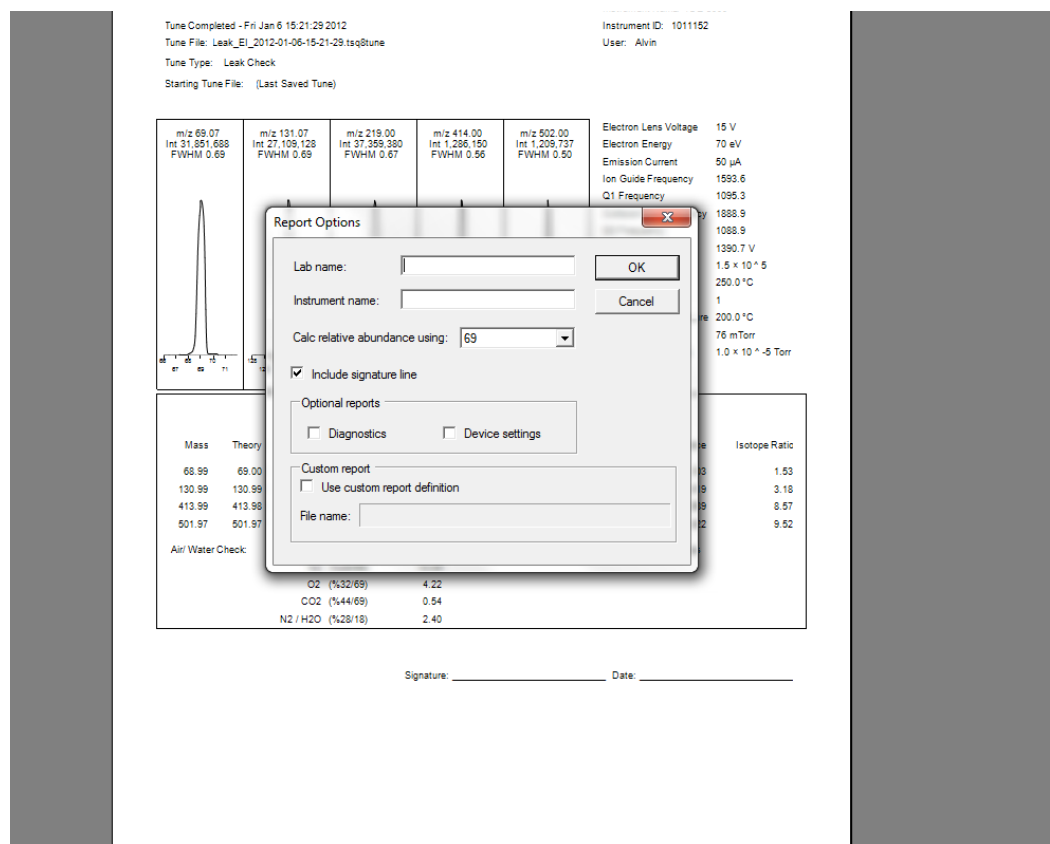 Tune Completed - Fri Jan 6 15:21:29 2012
Instrument ID: 1011152
Tune File: Leak_EI_2012-01-06-15-21-29.tsq8tune
User: Alvin
Tune Type: Leak Check
Starting Tune File: (Last Saved Tune)
m/z 69.07
Int 31,851,688
FWHM 0.69
m/z 131.07
Int 27,109,128
FWHM 0.69
m/z 219.00
Int 37,359,380
FWHM 0.67
m/z 414.00
Int 1,286,150
FWHM 0.56
m/z 502.00
Int 1,209,737
FWHM 0.50
Electron Lens Voltage 15 V
Electron Energy 70 eV
Emission Current 50 µA
Ion Guide Frequency 1593.6
Q1 Frequency 1095.3
1888.9
1088.9
1390.7 V
1.5 × 10 ^ 5
250.0 °C
1
200.0 °C
76 mTorr
1.0 × 10 ^ -5 Torr
Report Options
Lab name:
OK
Instrument name:
Cancel
Calc relative abundance using: 69
Include signature line
Optional reports
Diagnostics Device settings
Custom report
Use custom report definition
File name:
67 69 71
Mass Theory Isotope Ratio
68.99 69.00 1.53
130.99 130.99 3.18
413.99 413.98 8.57
501.97 501.97 9.52
Air/ Water Check:
O2 (%32/69) 4.22
CO2 (%44/69) 0.54
N2 / H2O (%28/18) 2.40
Signature: Date: